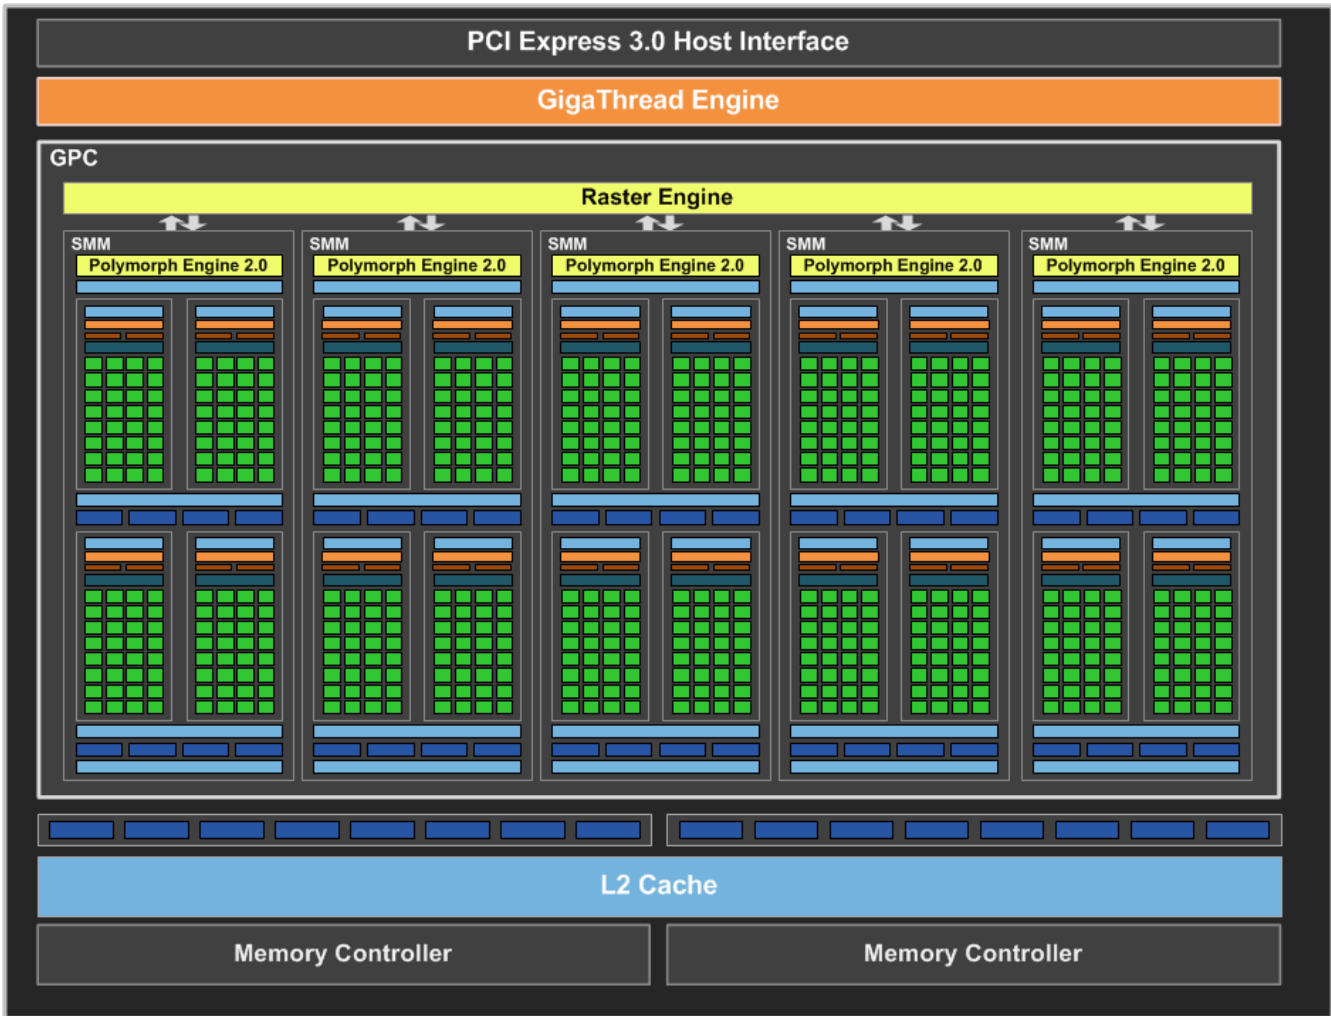 PCI Express 3.0 Host Interface
GigaThread Engine
GPC
Raster Engine
SMM SMM SMM SMM SMM
Polymorph Engine 2.0 Polymorph Engine 2.0 Polymorph Engine 2.0 Polymorph Engine 2.0 Polymorph Engine 2.0
L2 Cache
Memory Controller Memory Controller